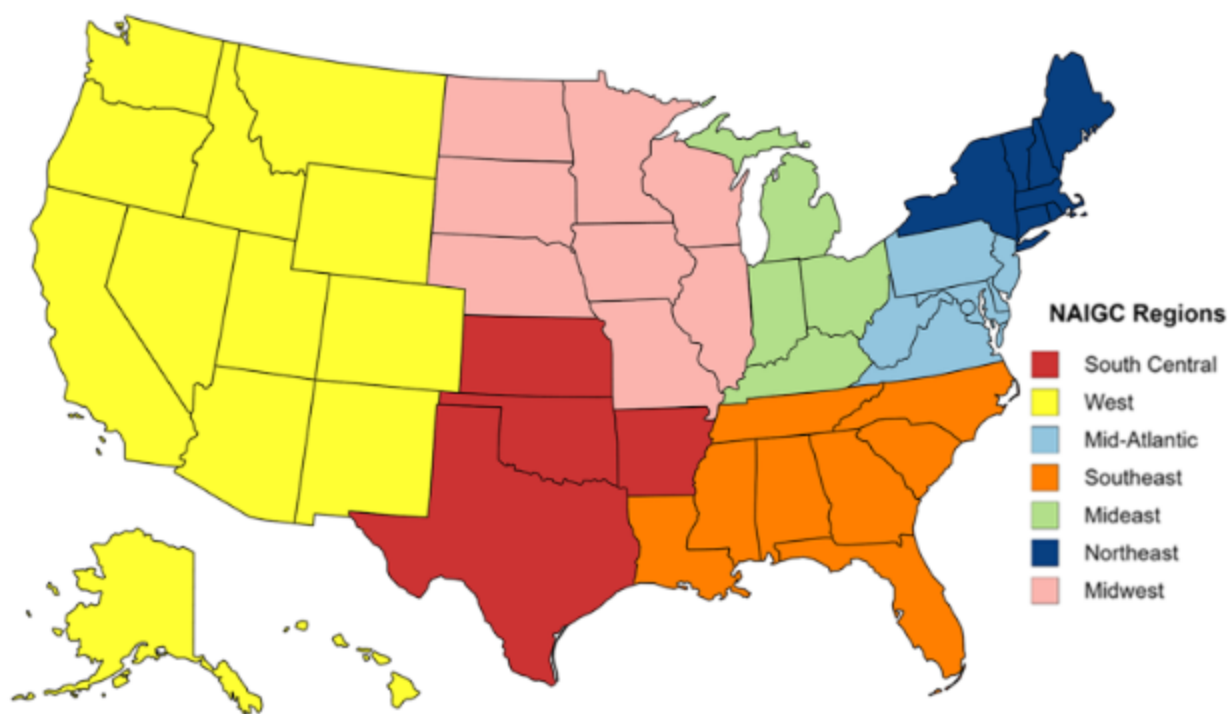 NAIGC Regions
South Central
West
Mid-Atlantic
Southeast
Mideast
Northeast
Midwest